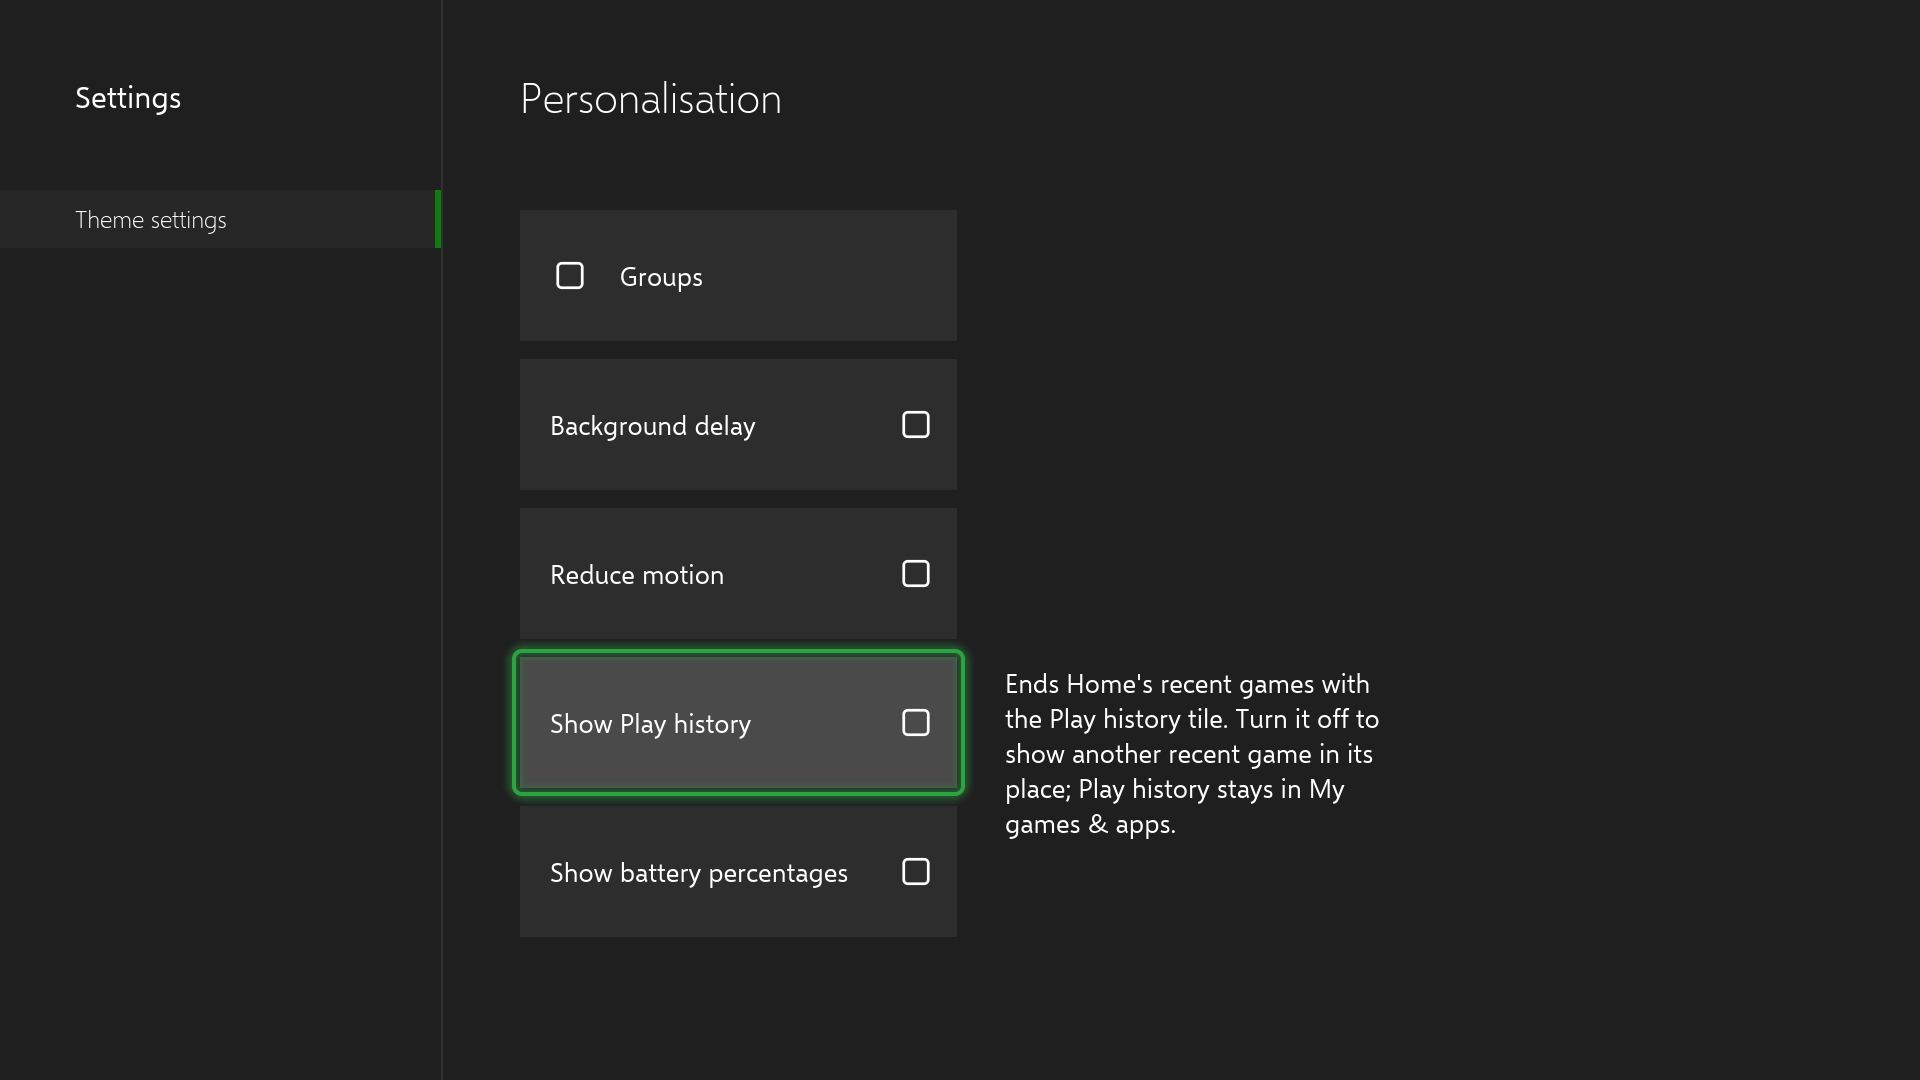 Settings
Theme settings
Personalisation
Groups
Background delay
Reduce motion
Show Play history
Ends Home's recent games with
the Play history tile. Turn it off to
show another recent game in its
place; Play history stays in My
games & apps.
Show battery percentages